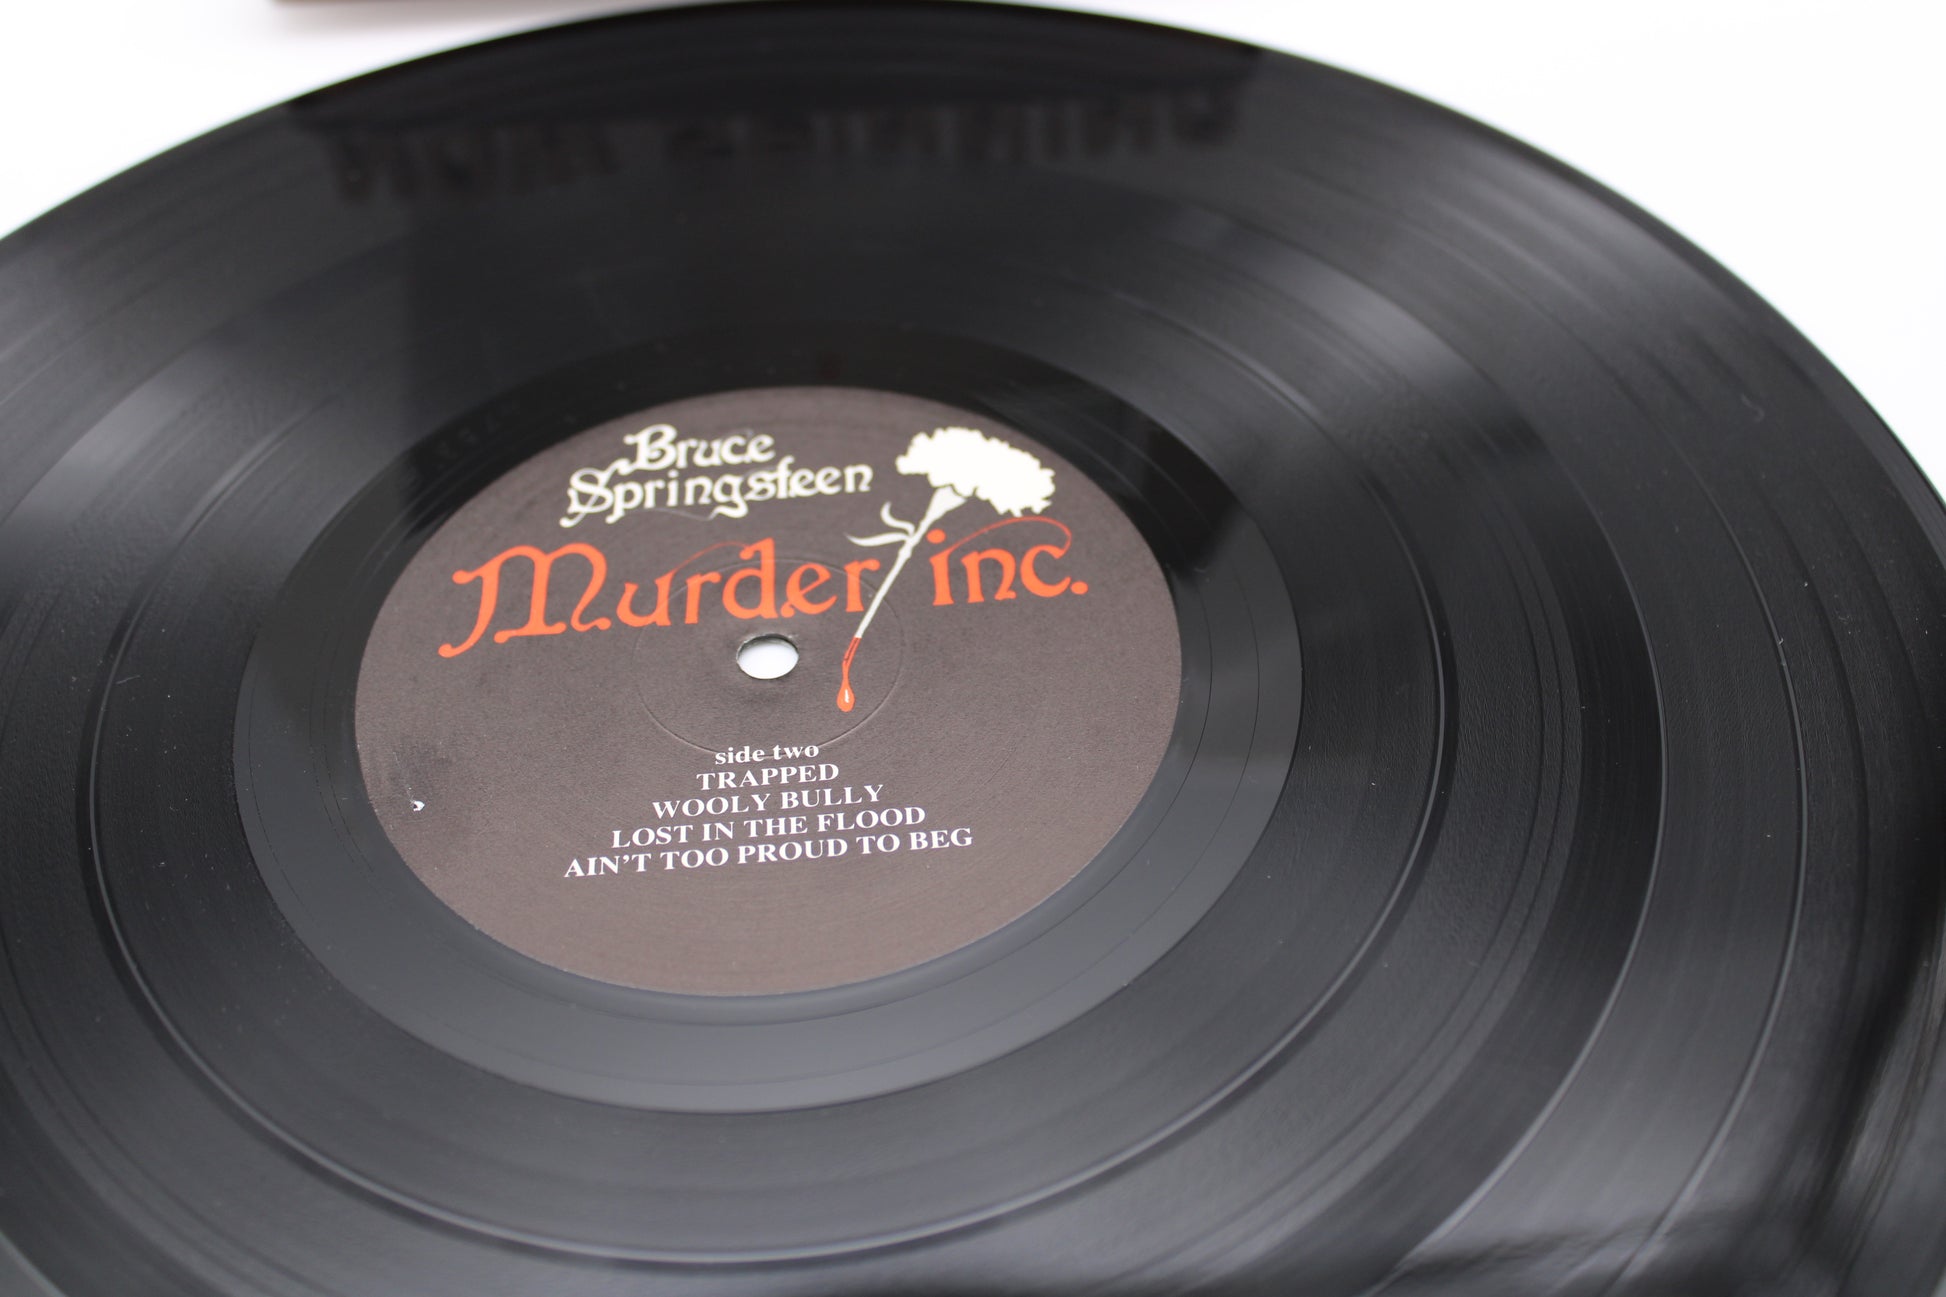 Bruce
Springsteen
Murder inc.
side two
TRAPPED
WOOLY BULLY
LOST IN THE FLOOD
AIN'T TOO PROUD TO BEG